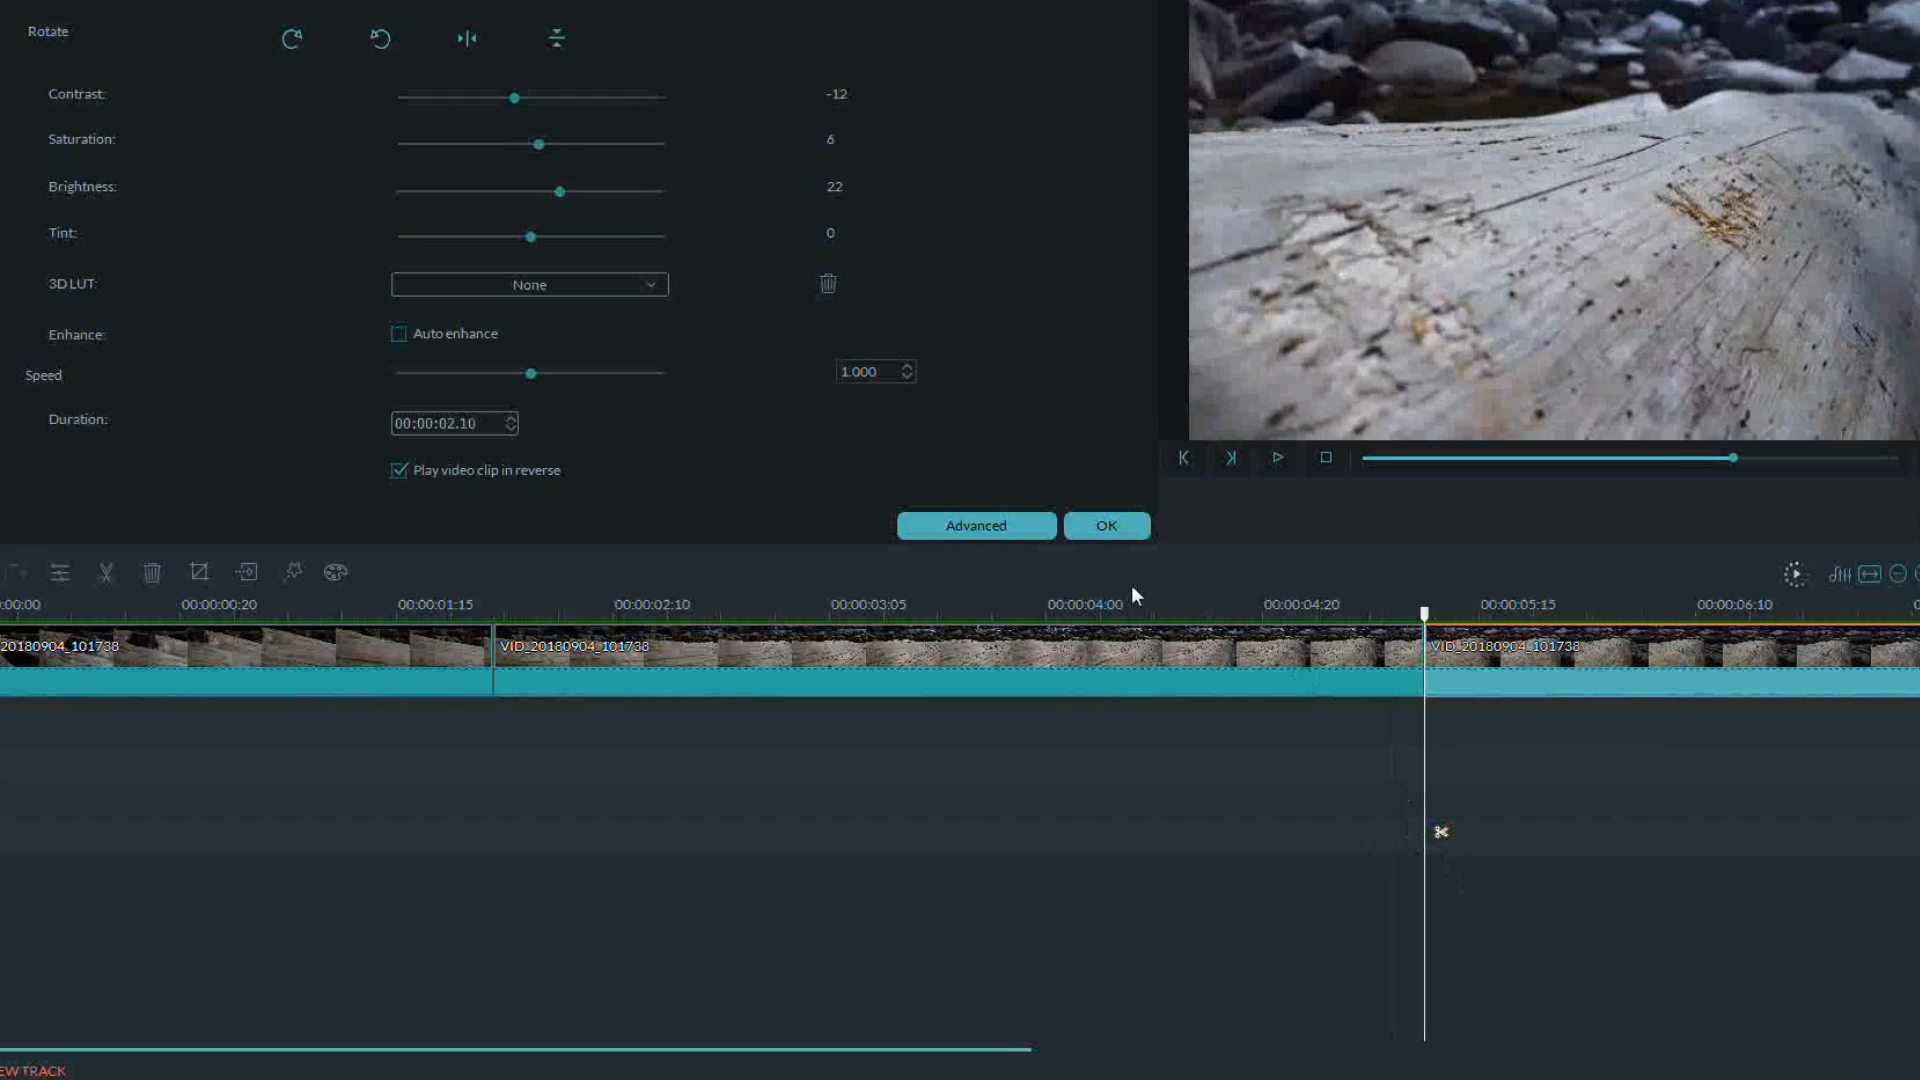 Rotate
Contrast: -12
Saturation: 6
Brightness: 22
Tint: 0
3D LUT: None
Enhance: Auto enhance
Speed 1.000
Duration: 00:00:02.10
Play video clip in reverse
Advanced OK
:00:00 00:00:00:20 00:00:01:15 00:00:02:10 00:00:03:05 00:00:04:00 00:00:04:20 00:00:05:15 00:00:06:10
20180904_101738 VID_20180904_101738 VID_20180904_101738
EW TRACK